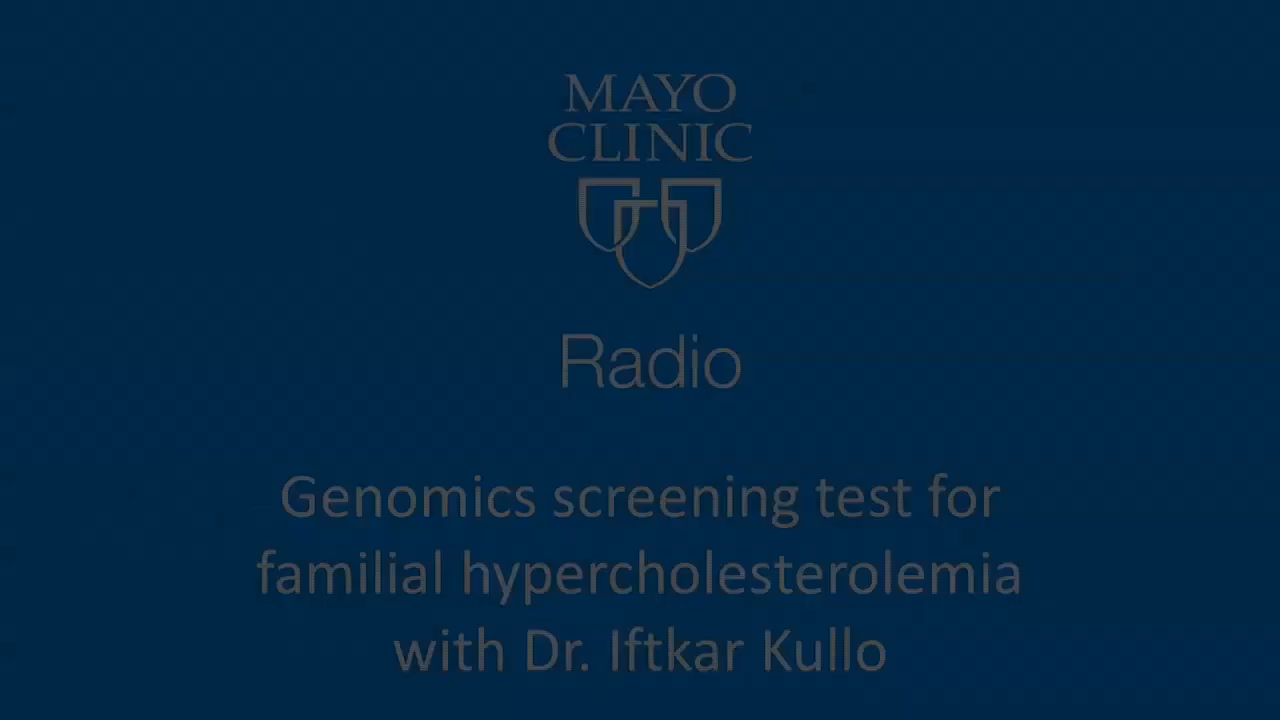 MAYO
CLINIC
Radio
Genomics screening test for
familial hypercholesterolemia
with Dr. Iftkar Kullo